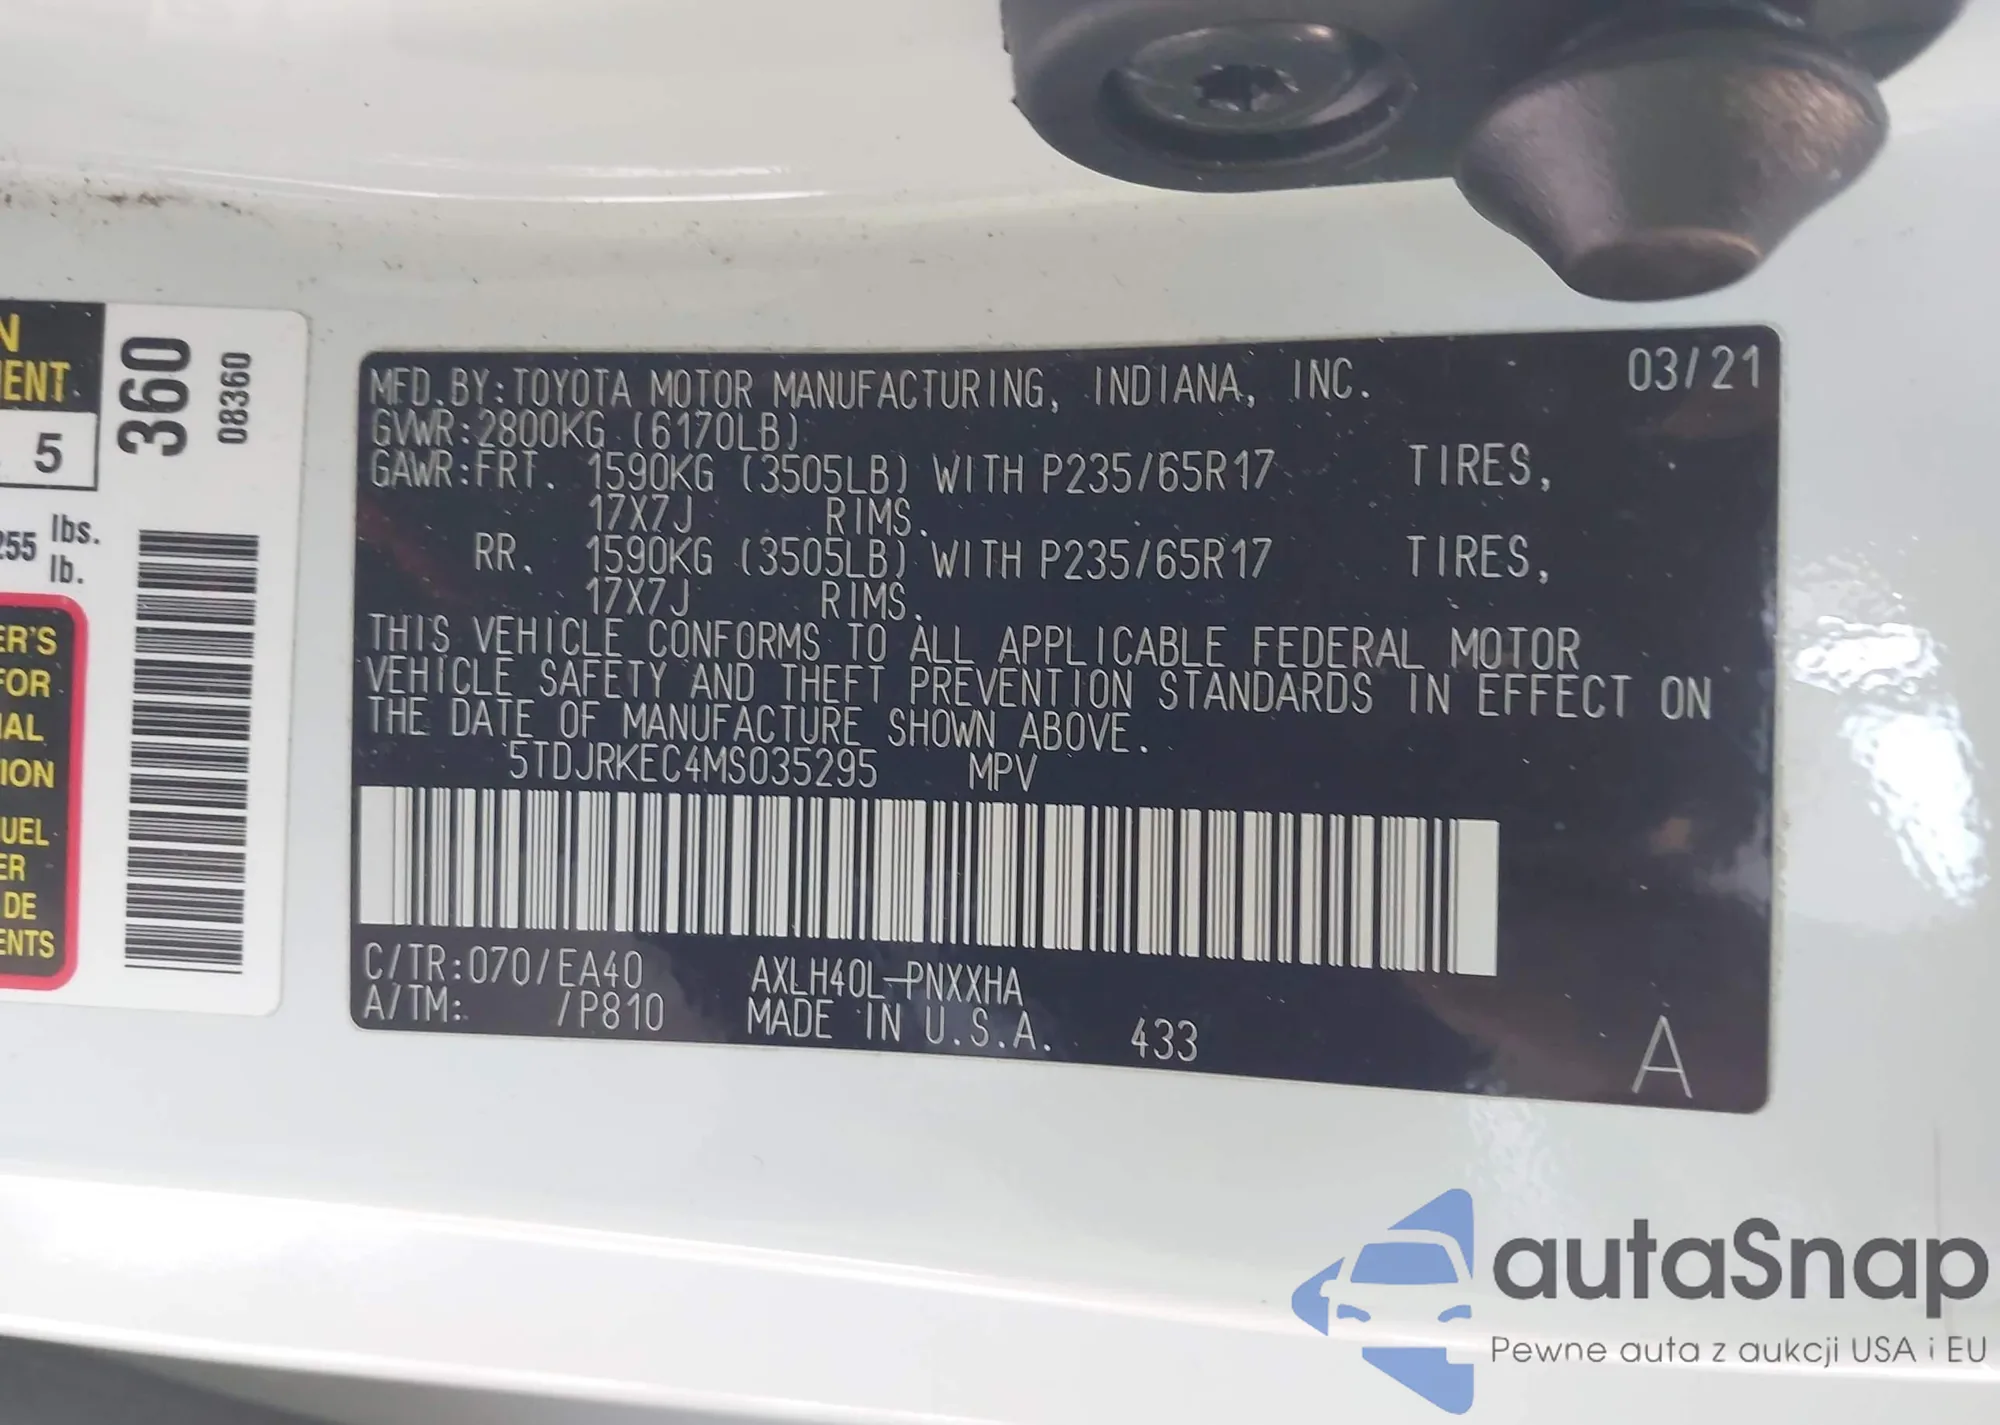 N
MENT
5
255 lbs.
lb.
360
08360
ER'S
FOR
IAL
ION
UEL
ER
DE
ENTS
MFD.BY:TOYOTA MOTOR MANUFACTURING, INDIANA, INC. 03/21
GVWR:2800KG (6170LB)
GAWR:FRT. 1590KG (3505LB) WITH P235/65R17 TIRES,
17X7J RIMS.
RR. 1590KG (3505LB) WITH P235/65R17 TIRES,
17X7J RIMS.
THIS VEHICLE CONFORMS TO ALL APPLICABLE FEDERAL MOTOR
VEHICLE SAFETY AND THEFT PREVENTION STANDARDS IN EFFECT ON
THE DATE OF MANUFACTURE SHOWN ABOVE.
5TDJRKEC4MS035295 MPV
C/TR:070/EA40 AXLH40L-PNXXHA
A/TM: /P810 MADE IN U.S.A. 433 A
autaSnap
Pewne auta z aukcji USA i EU